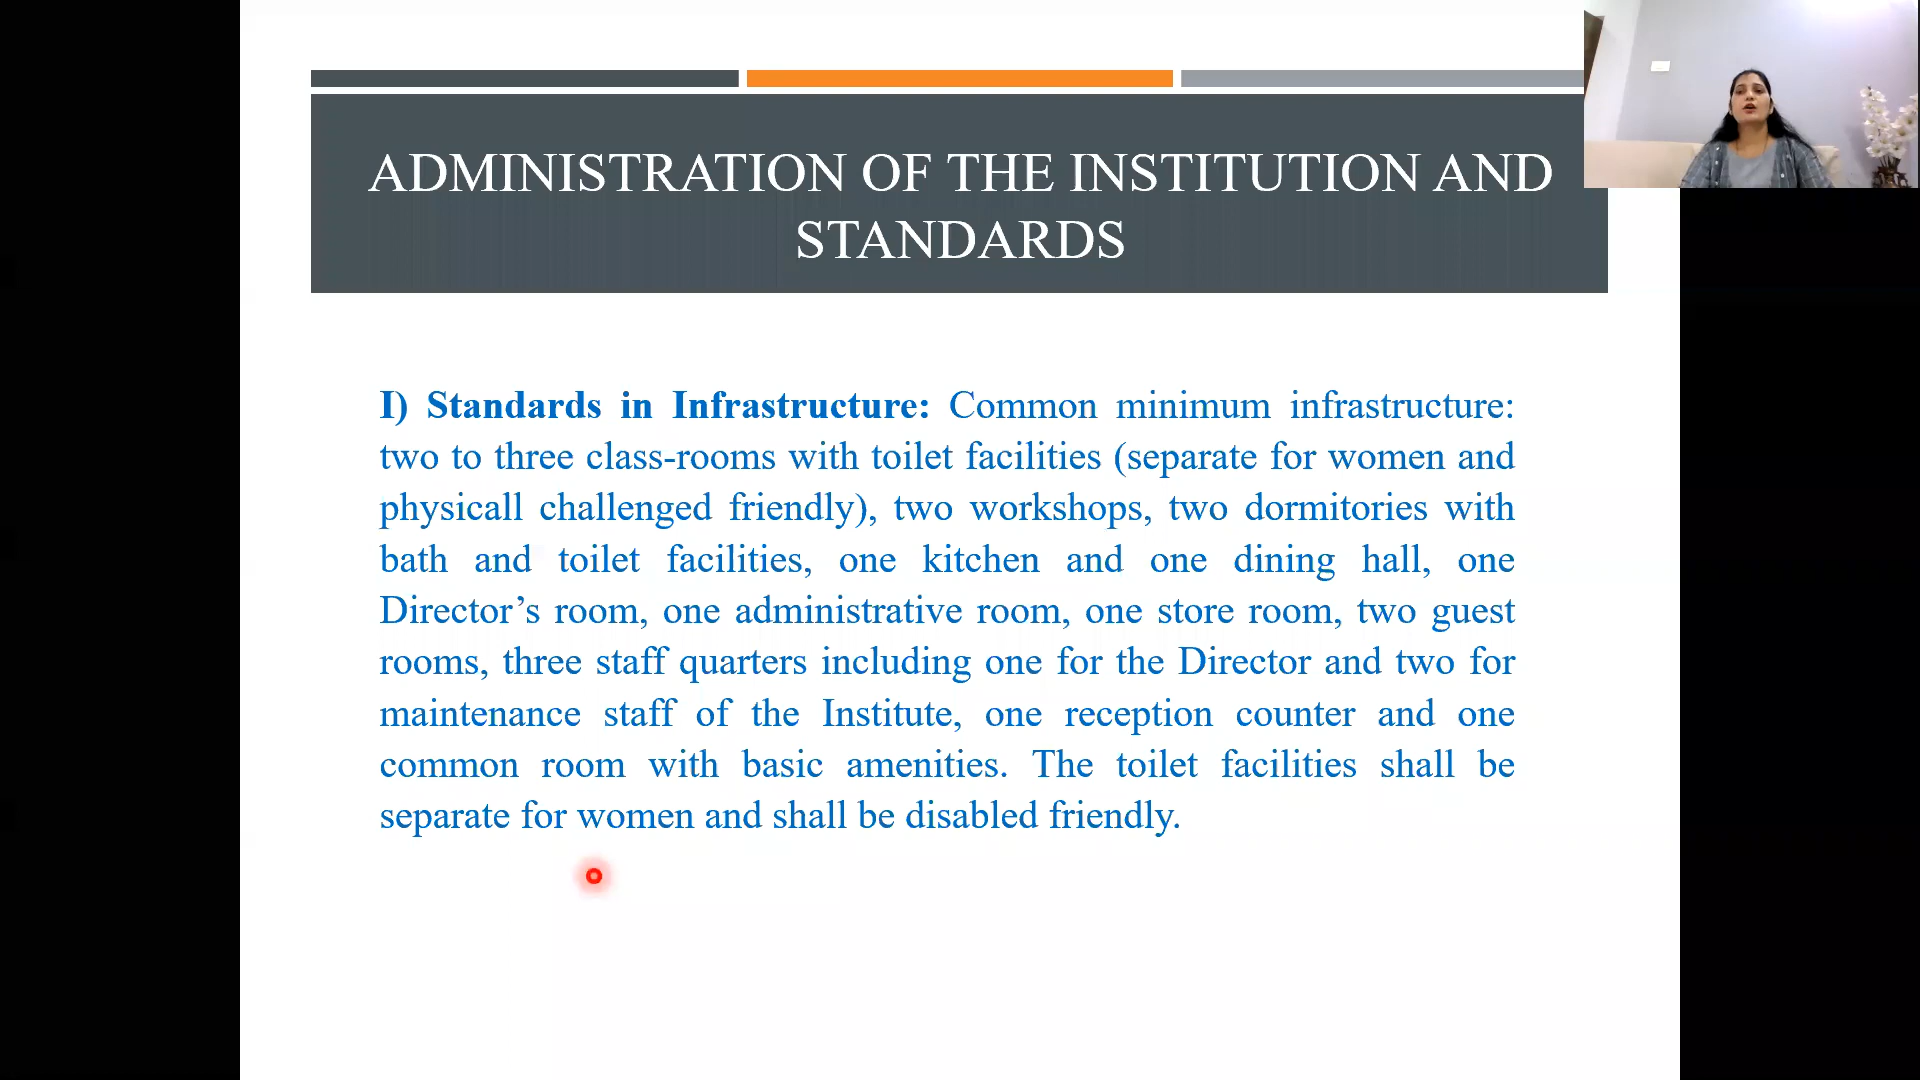 ADMINISTRATION OF THE INSTITUTION AND
STANDARDS
I) Standards in Infrastructure: Common minimum infrastructure:
two to three class-rooms with toilet facilities (separate for women and
physicall challenged friendly), two workshops, two dormitories with
bath and toilet facilities, one kitchen and one dining hall, one
Director’s room, one administrative room, one store room, two guest
rooms, three staff quarters including one for the Director and two for
maintenance staff of the Institute, one reception counter and one
common room with basic amenities. The toilet facilities shall be
separate for women and shall be disabled friendly.